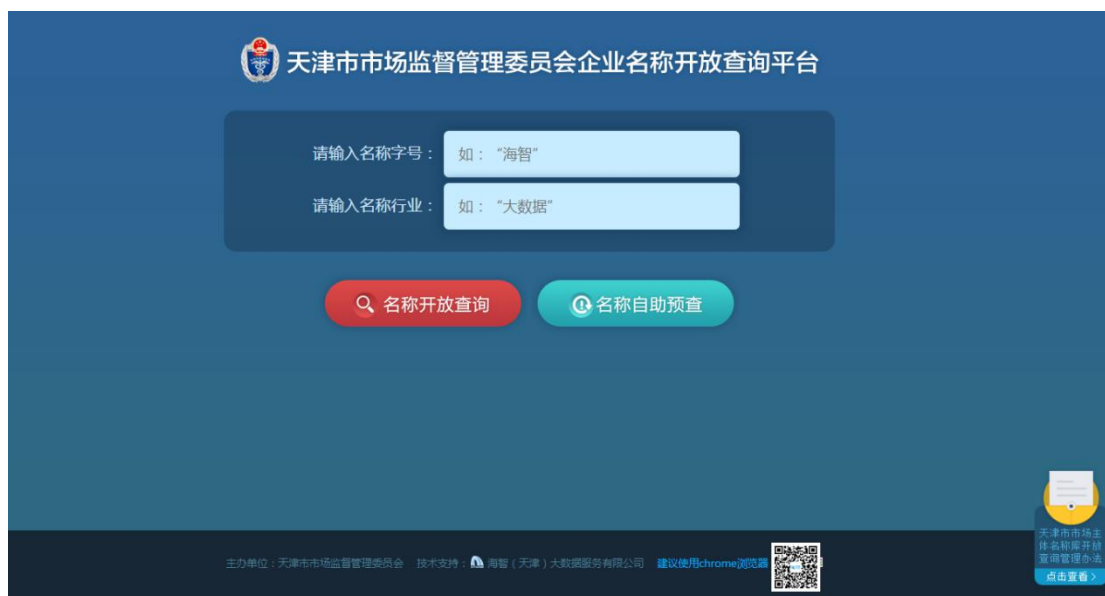 天津市市场监督管理委员会企业名称开放查询平台
请输入名称字号： 如：“海智”
请输入名称行业： 如：“大数据”
名称开放查询 名称自助预查
天津市市场主
体名称库开放
查询管理办法
点击查看>
主办单位：天津市市场监督管理委员会 技术支持： 海智（天津）大数据服务有限公司 建议使用chrome浏览器